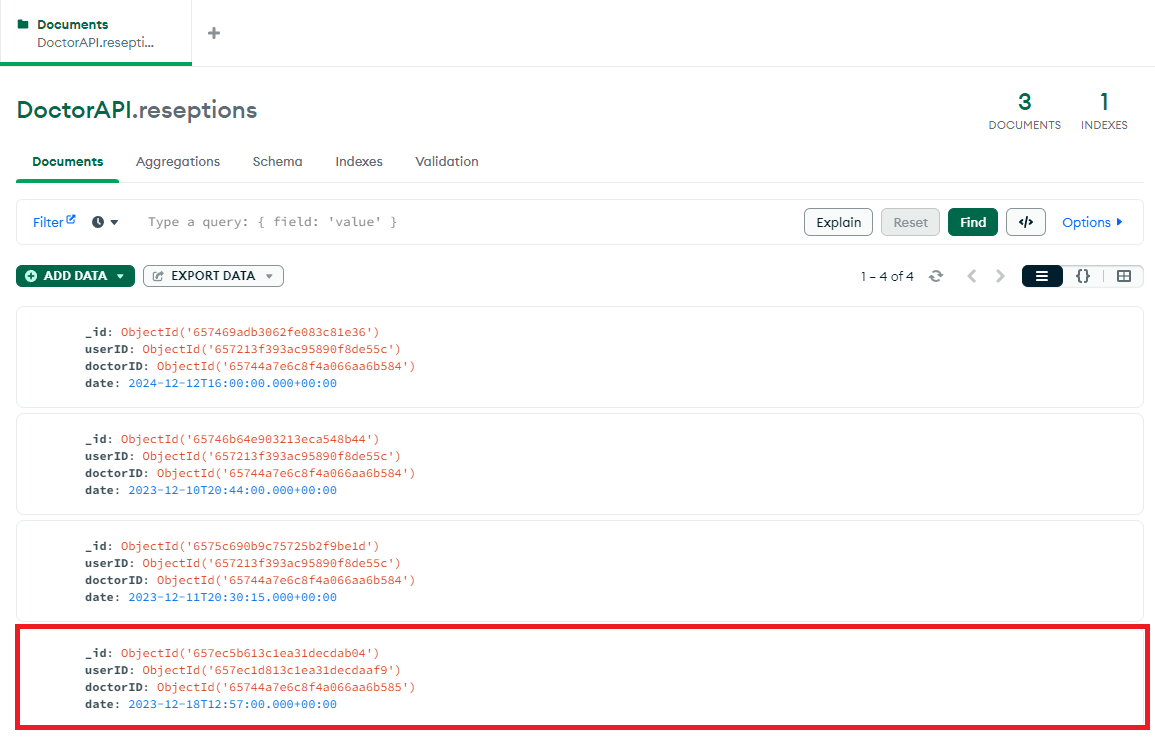 Documents
DoctorAPI.resepti...
DoctorAPI.reseptions
3
DOCUMENTS
1
INDEXES
Documents
Aggregations
Schema
Indexes
Validation
Filter
Type a query: { field: 'value' }
Explain
Reset
Find
</>
Options
ADD DATA
EXPORT DATA
1 – 4 of 4
{}
_id: ObjectId('657469adb3062fe083c81e36')
userID: ObjectId('657213f393ac95890f8de55c')
doctorID: ObjectId('65744a7e6c8f4a066aa6b584')
date: 2024-12-12T16:00:00.000+00:00
_id: ObjectId('65746b64e903213eca548b44')
userID: ObjectId('657213f393ac95890f8de55c')
doctorID: ObjectId('65744a7e6c8f4a066aa6b584')
date: 2023-12-10T20:44:00.000+00:00
_id: ObjectId('6575c690b9c75725b2f9be1d')
userID: ObjectId('657213f393ac95890f8de55c')
doctorID: ObjectId('65744a7e6c8f4a066aa6b584')
date: 2023-12-11T20:30:15.000+00:00
_id: ObjectId('657ec5b613c1ea31decdab04')
userID: ObjectId('657ec1d813c1ea31decdaaf9')
doctorID: ObjectId('65744a7e6c8f4a066aa6b585')
date: 2023-12-18T12:57:00.000+00:00